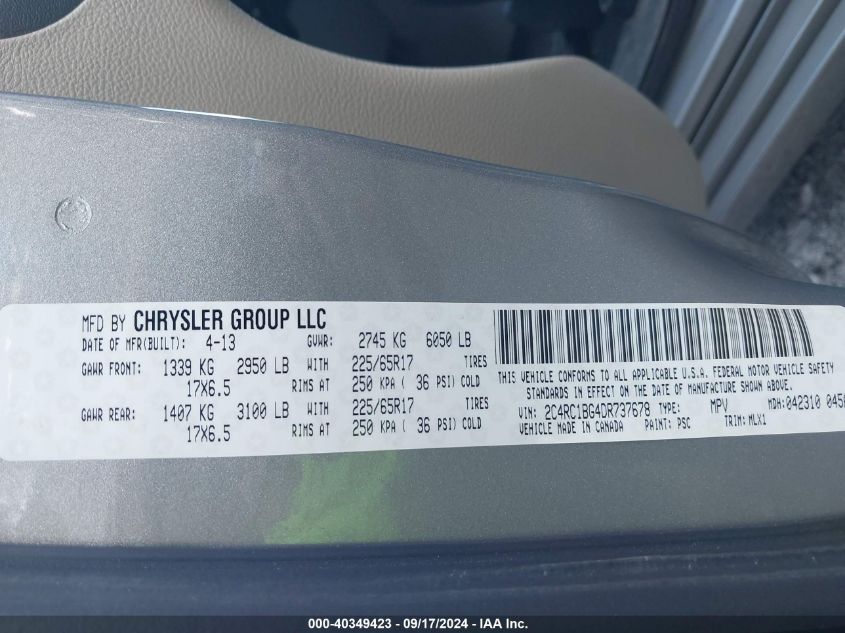 MFD BY CHRYSLER GROUP LLC
DATE OF MFR(BUILT): 4-13 GVWR: 2745 KG 6050 LB
GAWR FRONT: 1339 KG 2950 LB WITH 225/65R17 TIRES
17X6.5 RIMS AT 250 KPA ( 36 PSI) COLD
GAWR REAR: 1407 KG 3100 LB WITH 225/65R17 TIRES
17X6.5 RIMS AT 250 KPA ( 36 PSI) COLD
THIS VEHICLE CONFORMS TO ALL APPLICABLE U.S.A. FEDERAL MOTOR VEHICLE SAFETY
STANDARDS IN EFFECT ON THE DATE OF MANUFACTURE SHOWN ABOVE.
VIN: 2C4RC1BG4DR737678 TYPE: MPV MDH: 042310 045
VEHICLE MADE IN CANADA PAINT: PSC TRIM: MLX1
000-40349423 - 09/17/2024 - IAA Inc.